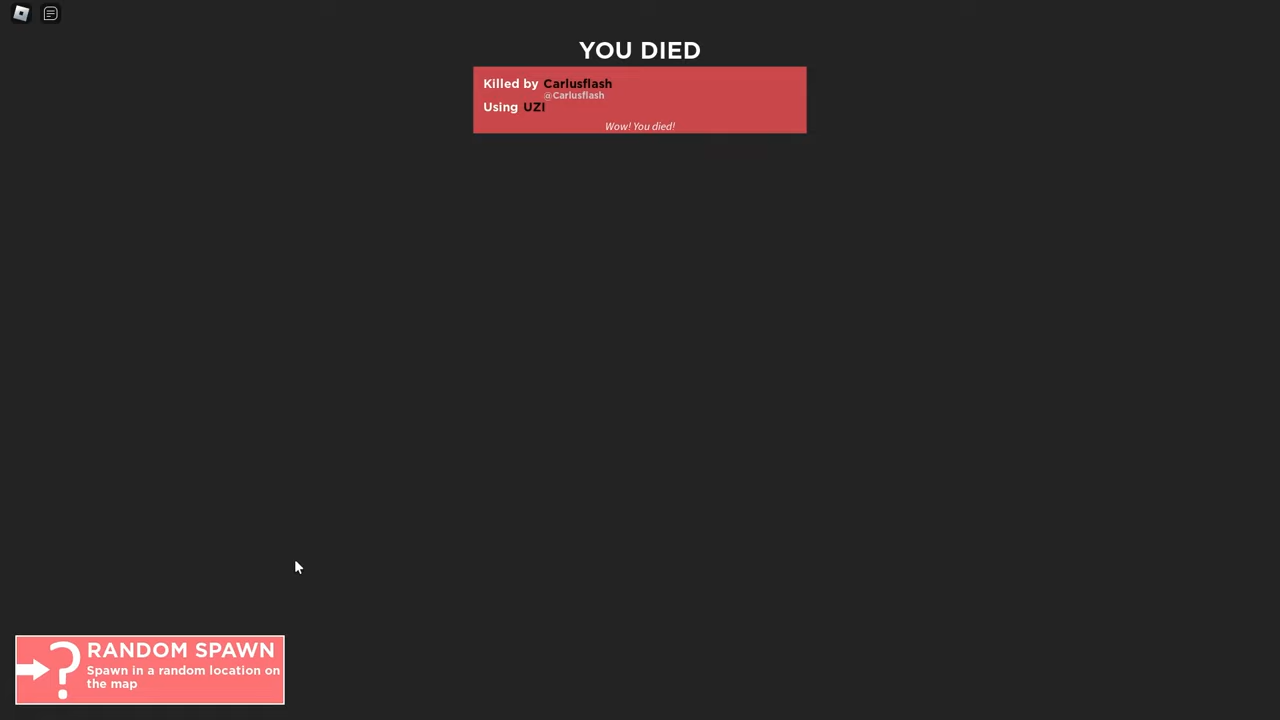 YOU DIED
Killed by Carlusflash
@Carlusflash
Using UZI
Wow! You died!
RANDOM SPAWN
Spawn in a random location on
the map